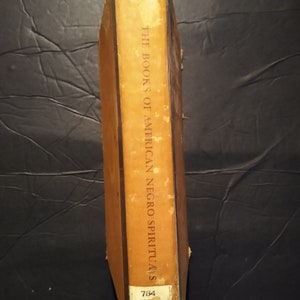 THE BOOKS OF AMERICAN NEGRO SPIRITUALS
784